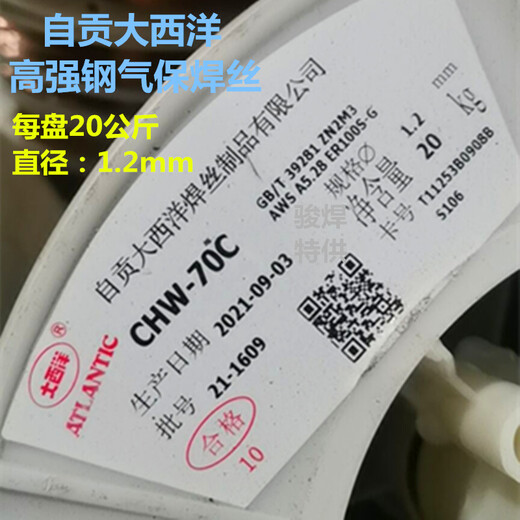 自贡大西洋
高强钢气保焊丝
每盘20公斤
直径：1.2mm
自贡大西洋焊丝制品有限公司
CHW-70C
GB/T 39281 ZN2M3
AWS A5.28 ER100S-G
规格Ø 1.2 mm
净含量 20 kg
卡号 T11253B0908B
S106
生产日期 2021-09-03
批号 21-1609
大西洋®
ATLANTIC
合格
10
骏焊
特供